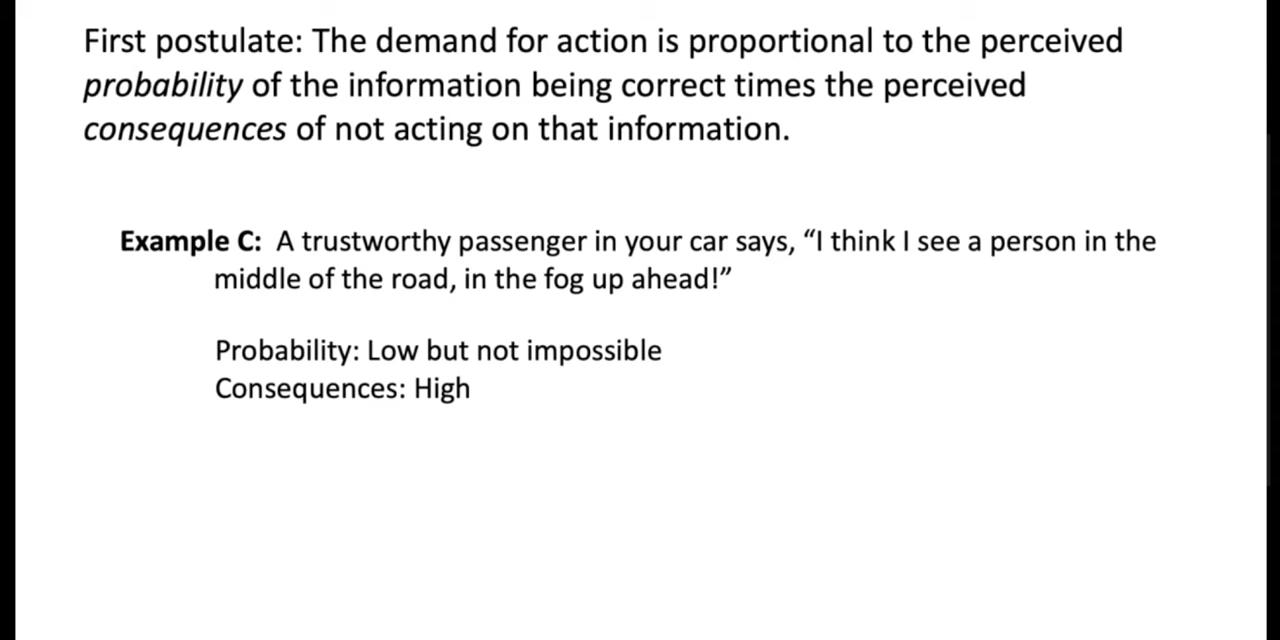 First postulate: The demand for action is proportional to the perceived
probability of the information being correct times the perceived
consequences of not acting on that information.
Example C: A trustworthy passenger in your car says, “I think I see a person in the
middle of the road, in the fog up ahead!”
Probability: Low but not impossible
Consequences: High